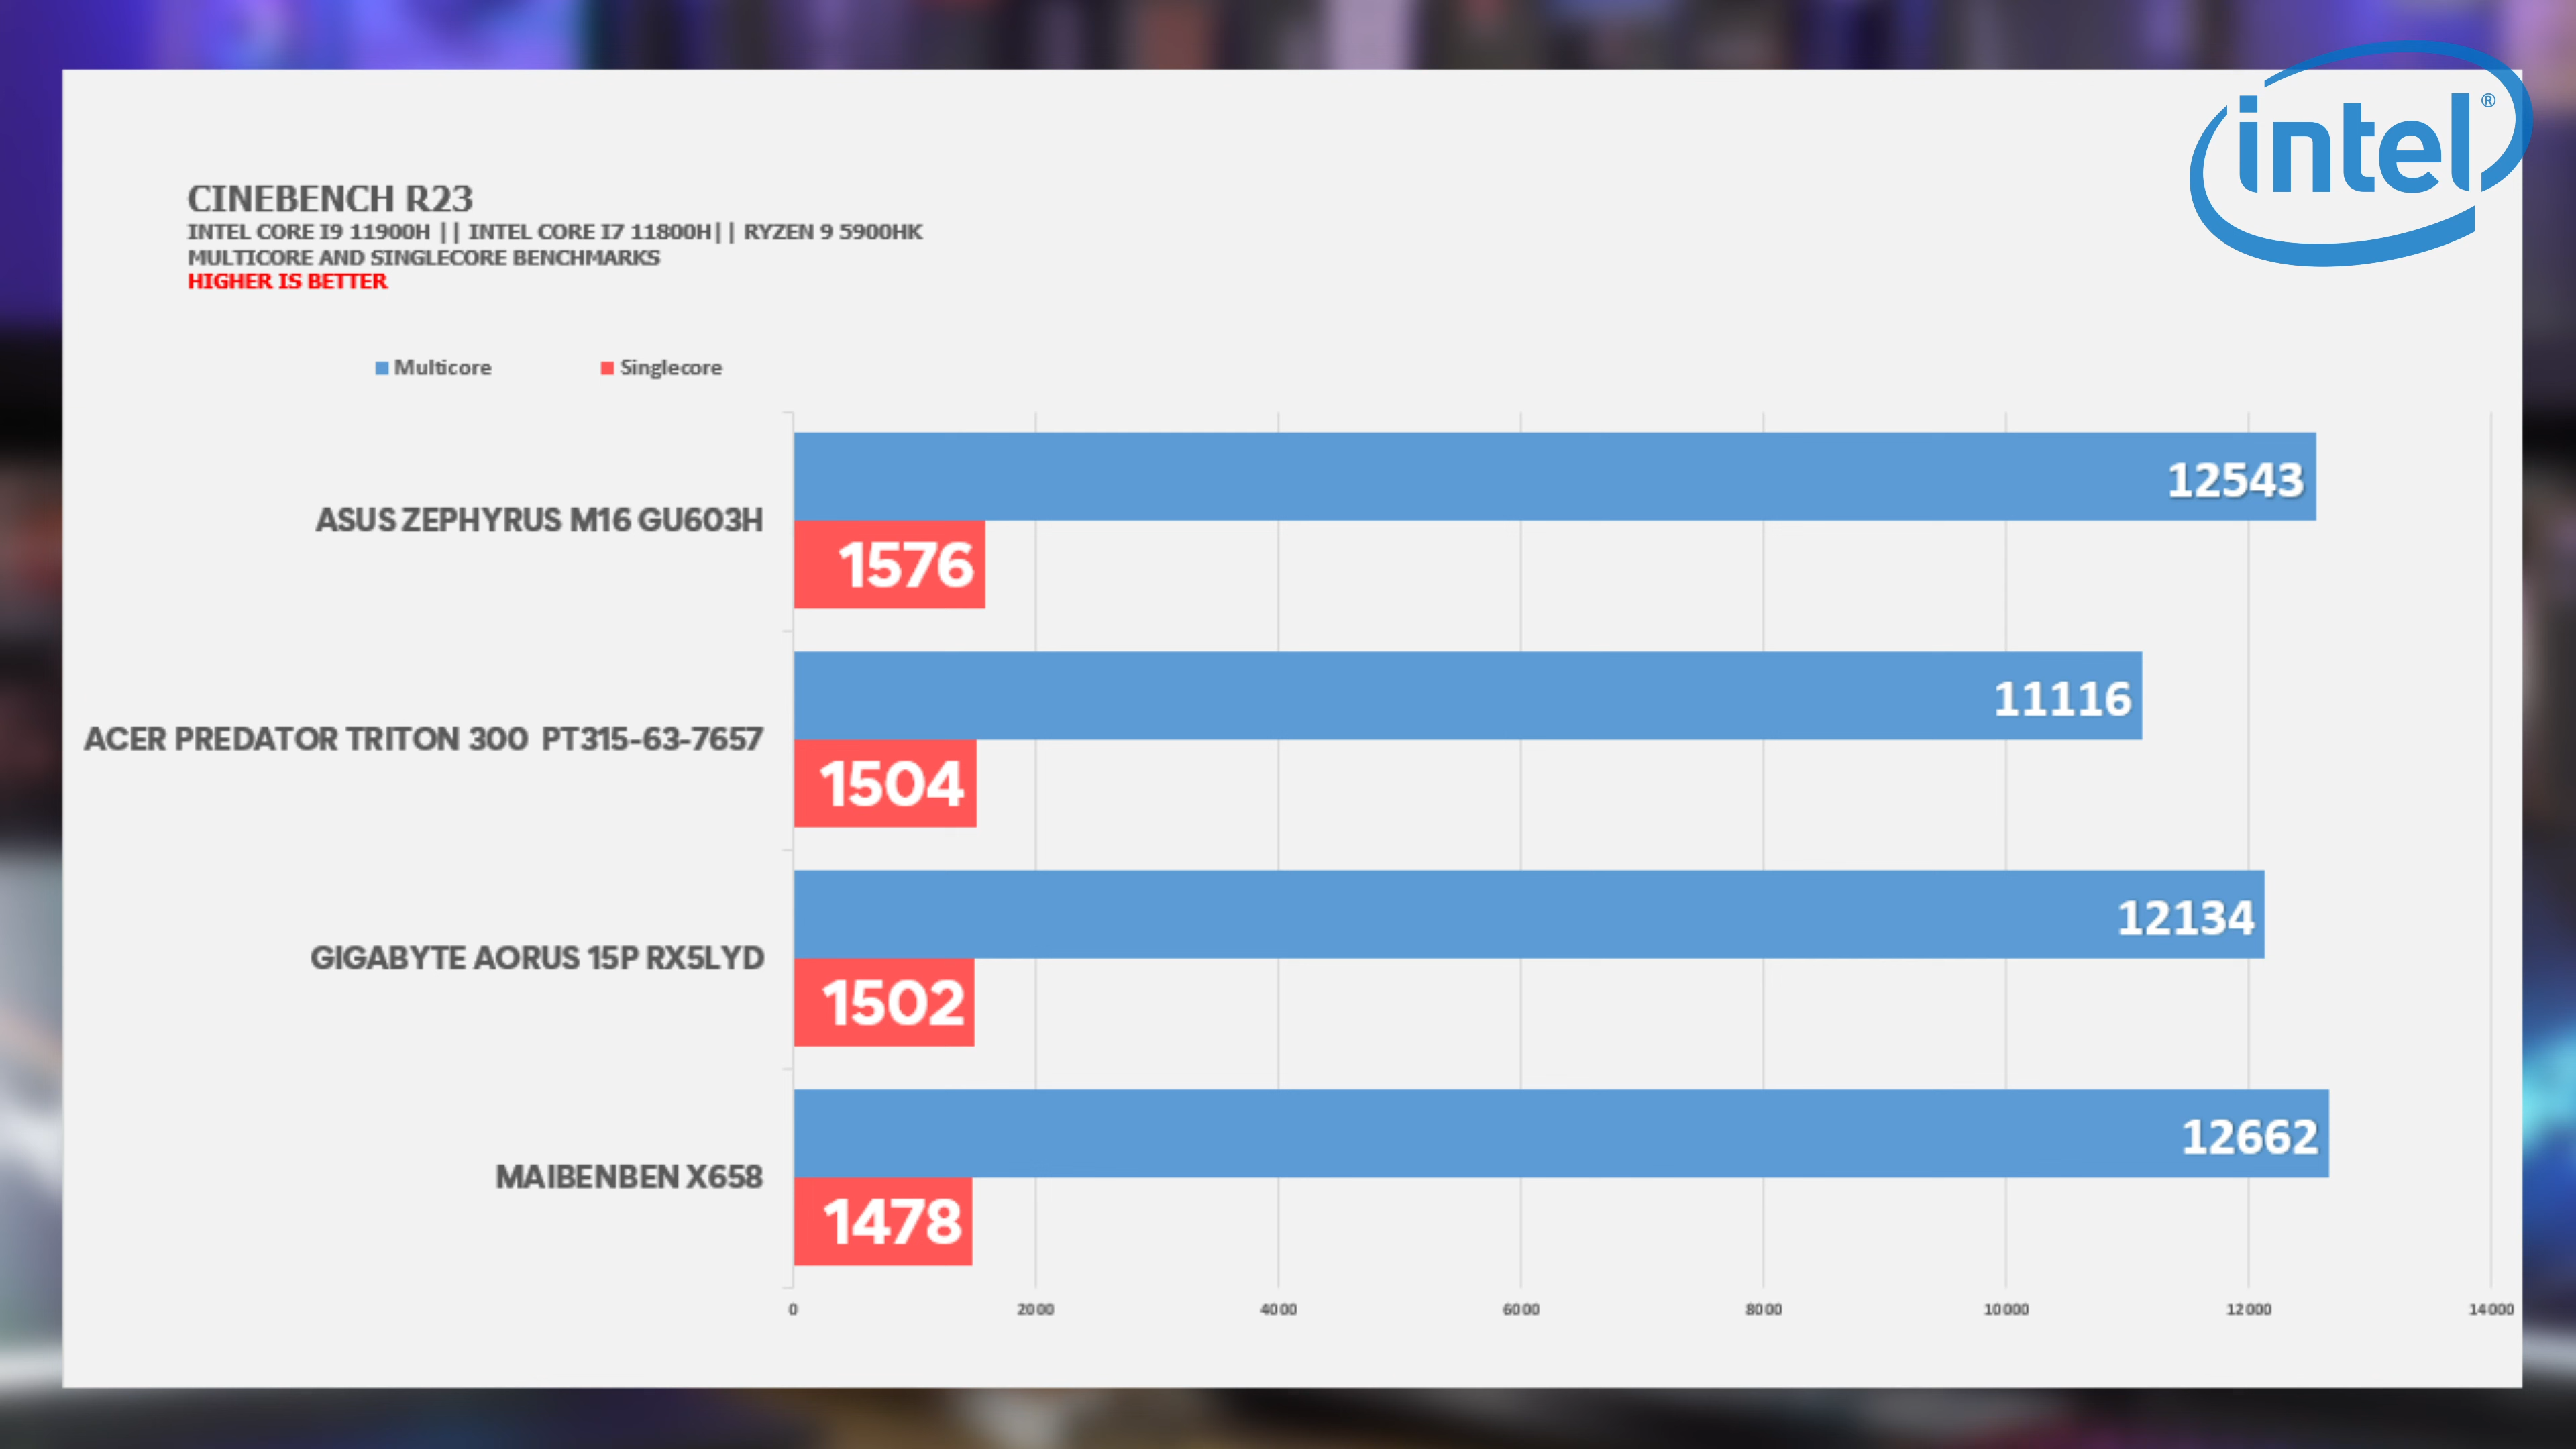 intel®
CINEBENCH R23
INTEL CORE I9 11900H || INTEL CORE I7 11800H|| RYZEN 9 5900HK
MULTICORE AND SINGLECORE BENCHMARKS
HIGHER IS BETTER
Multicore Singlecore
ASUS ZEPHYRUS M16 GU603H
12543
1576
ACER PREDATOR TRITON 300 PT315-63-7657
11116
1504
GIGABYTE AORUS 15P RX5LYD
12134
1502
MAIBENBEN X658
12662
1478
0 2000 4000 6000 8000 10000 12000 14000